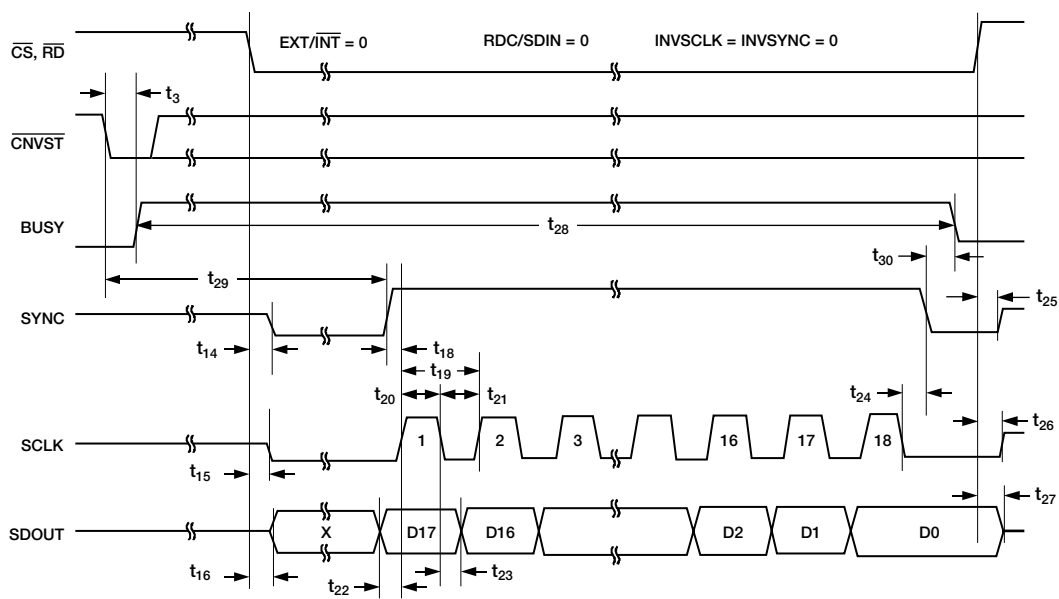 CS, RD
EXT/INT = 0
RDC/SDIN = 0
INVSCLK = INVSYNC = 0
t3
CNVST
BUSY
t28
t30
t29
t25
SYNC
t14
t18
t19
t20
t21
t24
t26
SCLK
1
2
3
16
17
18
t15
t27
SDOUT
X
D17
D16
D2
D1
D0
t16
t22
t23